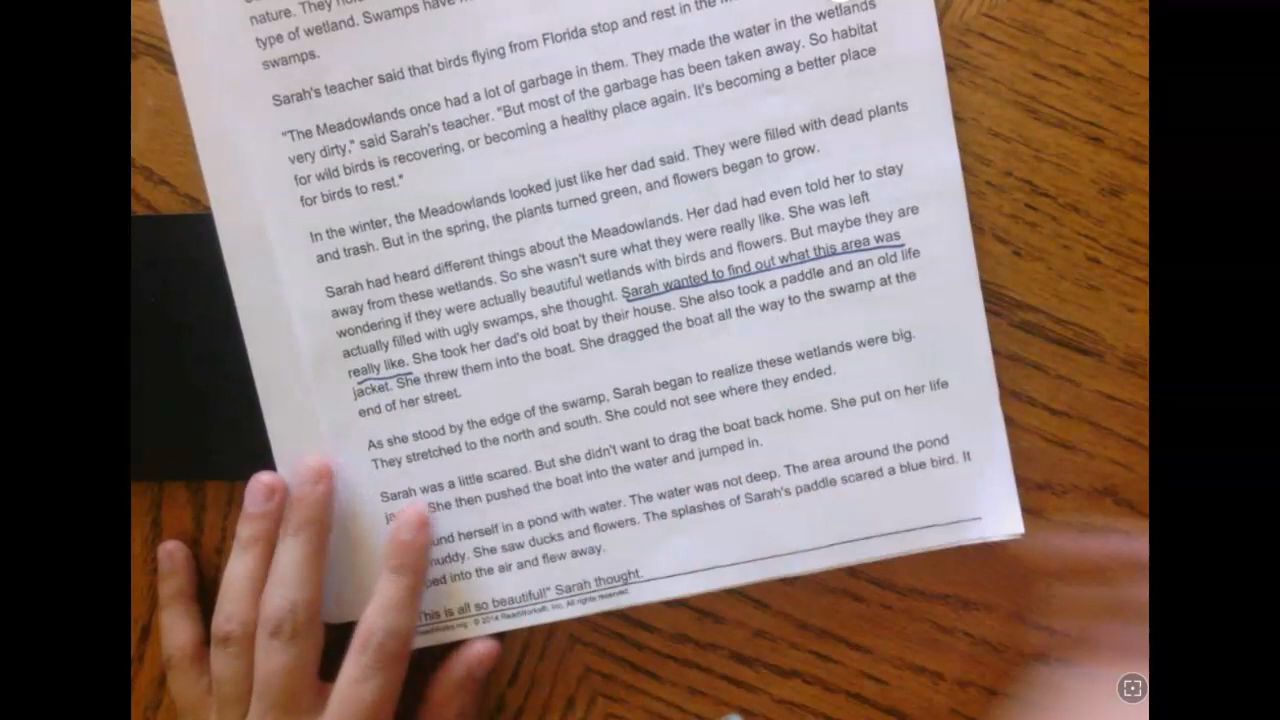 nature. They
type of wetland. Swamps have
swamps.
Sarah's teacher said that birds flying from Florida stop and rest in the
"The Meadowlands once had a lot of garbage in them. They made the water in the wetlands
very dirty," said Sarah's teacher. "But most of the garbage has been taken away. So habitat
for wild birds is recovering, or becoming a healthy place again. It's becoming a better place
for birds to rest."
In the winter, the Meadowlands looked just like her dad said. They were filled with dead plants
and trash. But in the spring, the plants turned green, and flowers began to grow.
Sarah had heard different things about the Meadowlands. Her dad had even told her to stay
away from these wetlands. So she wasn't sure what they were really like. She was left
wondering if they were actually beautiful wetlands with birds and flowers. But maybe they are
actually filled with ugly swamps, she thought. Sarah wanted to find out what this area was
really like. She took her dad's old boat by their house. She also took a paddle and an old life
jacket. She threw them into the boat. She dragged the boat all the way to the swamp at the
end of her street.
As she stood by the edge of the swamp, Sarah began to realize these wetlands were big.
They stretched to the north and south. She could not see where they ended.
Sarah was a little scared. But she didn't want to drag the boat back home. She put on her life
She then pushed the boat into the water and jumped in.
herself in a pond with water. The water was not deep. The area around the pond
muddy. She saw ducks and flowers. The splashes of Sarah's paddle scared a blue bird. It
into the air and flew away.
This is all so beautiful!" Sarah thought.
ReadWorks.org · © 2014 ReadWorks®, Inc. All rights reserved.